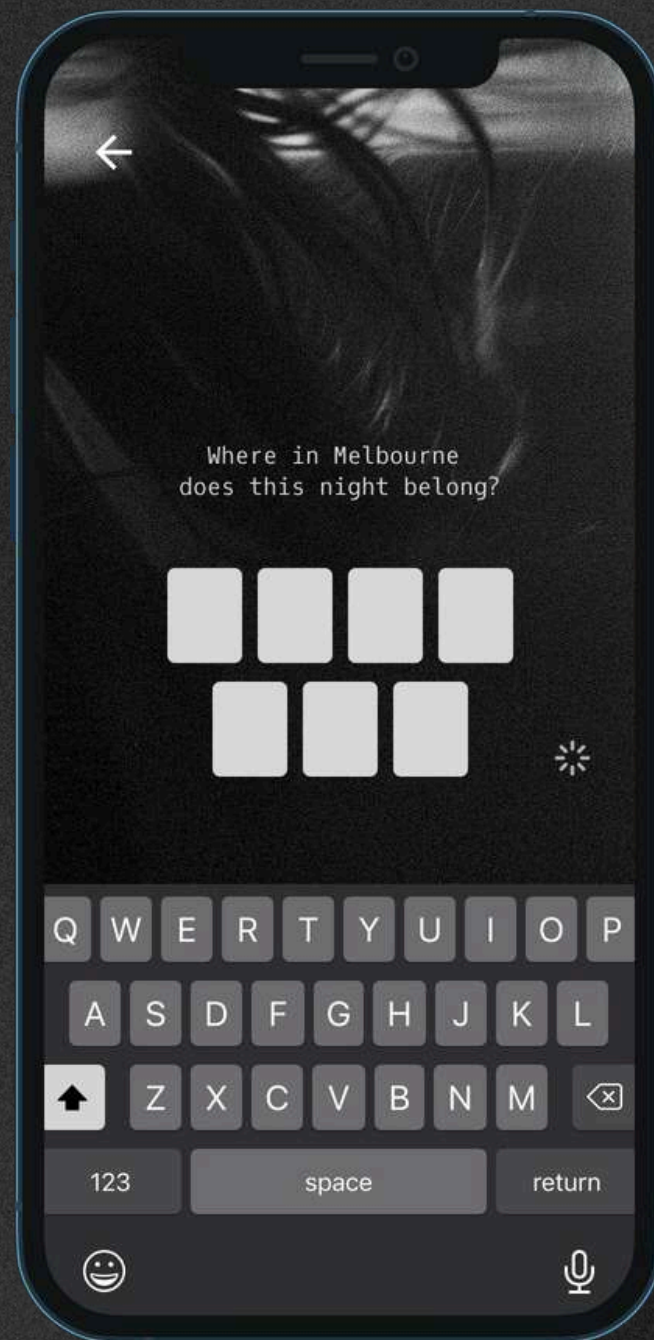 Where in Melbourne
does this night belong?
Q W E R T Y U I O P
A S D F G H J K L
Z X C V B N M
123 space return